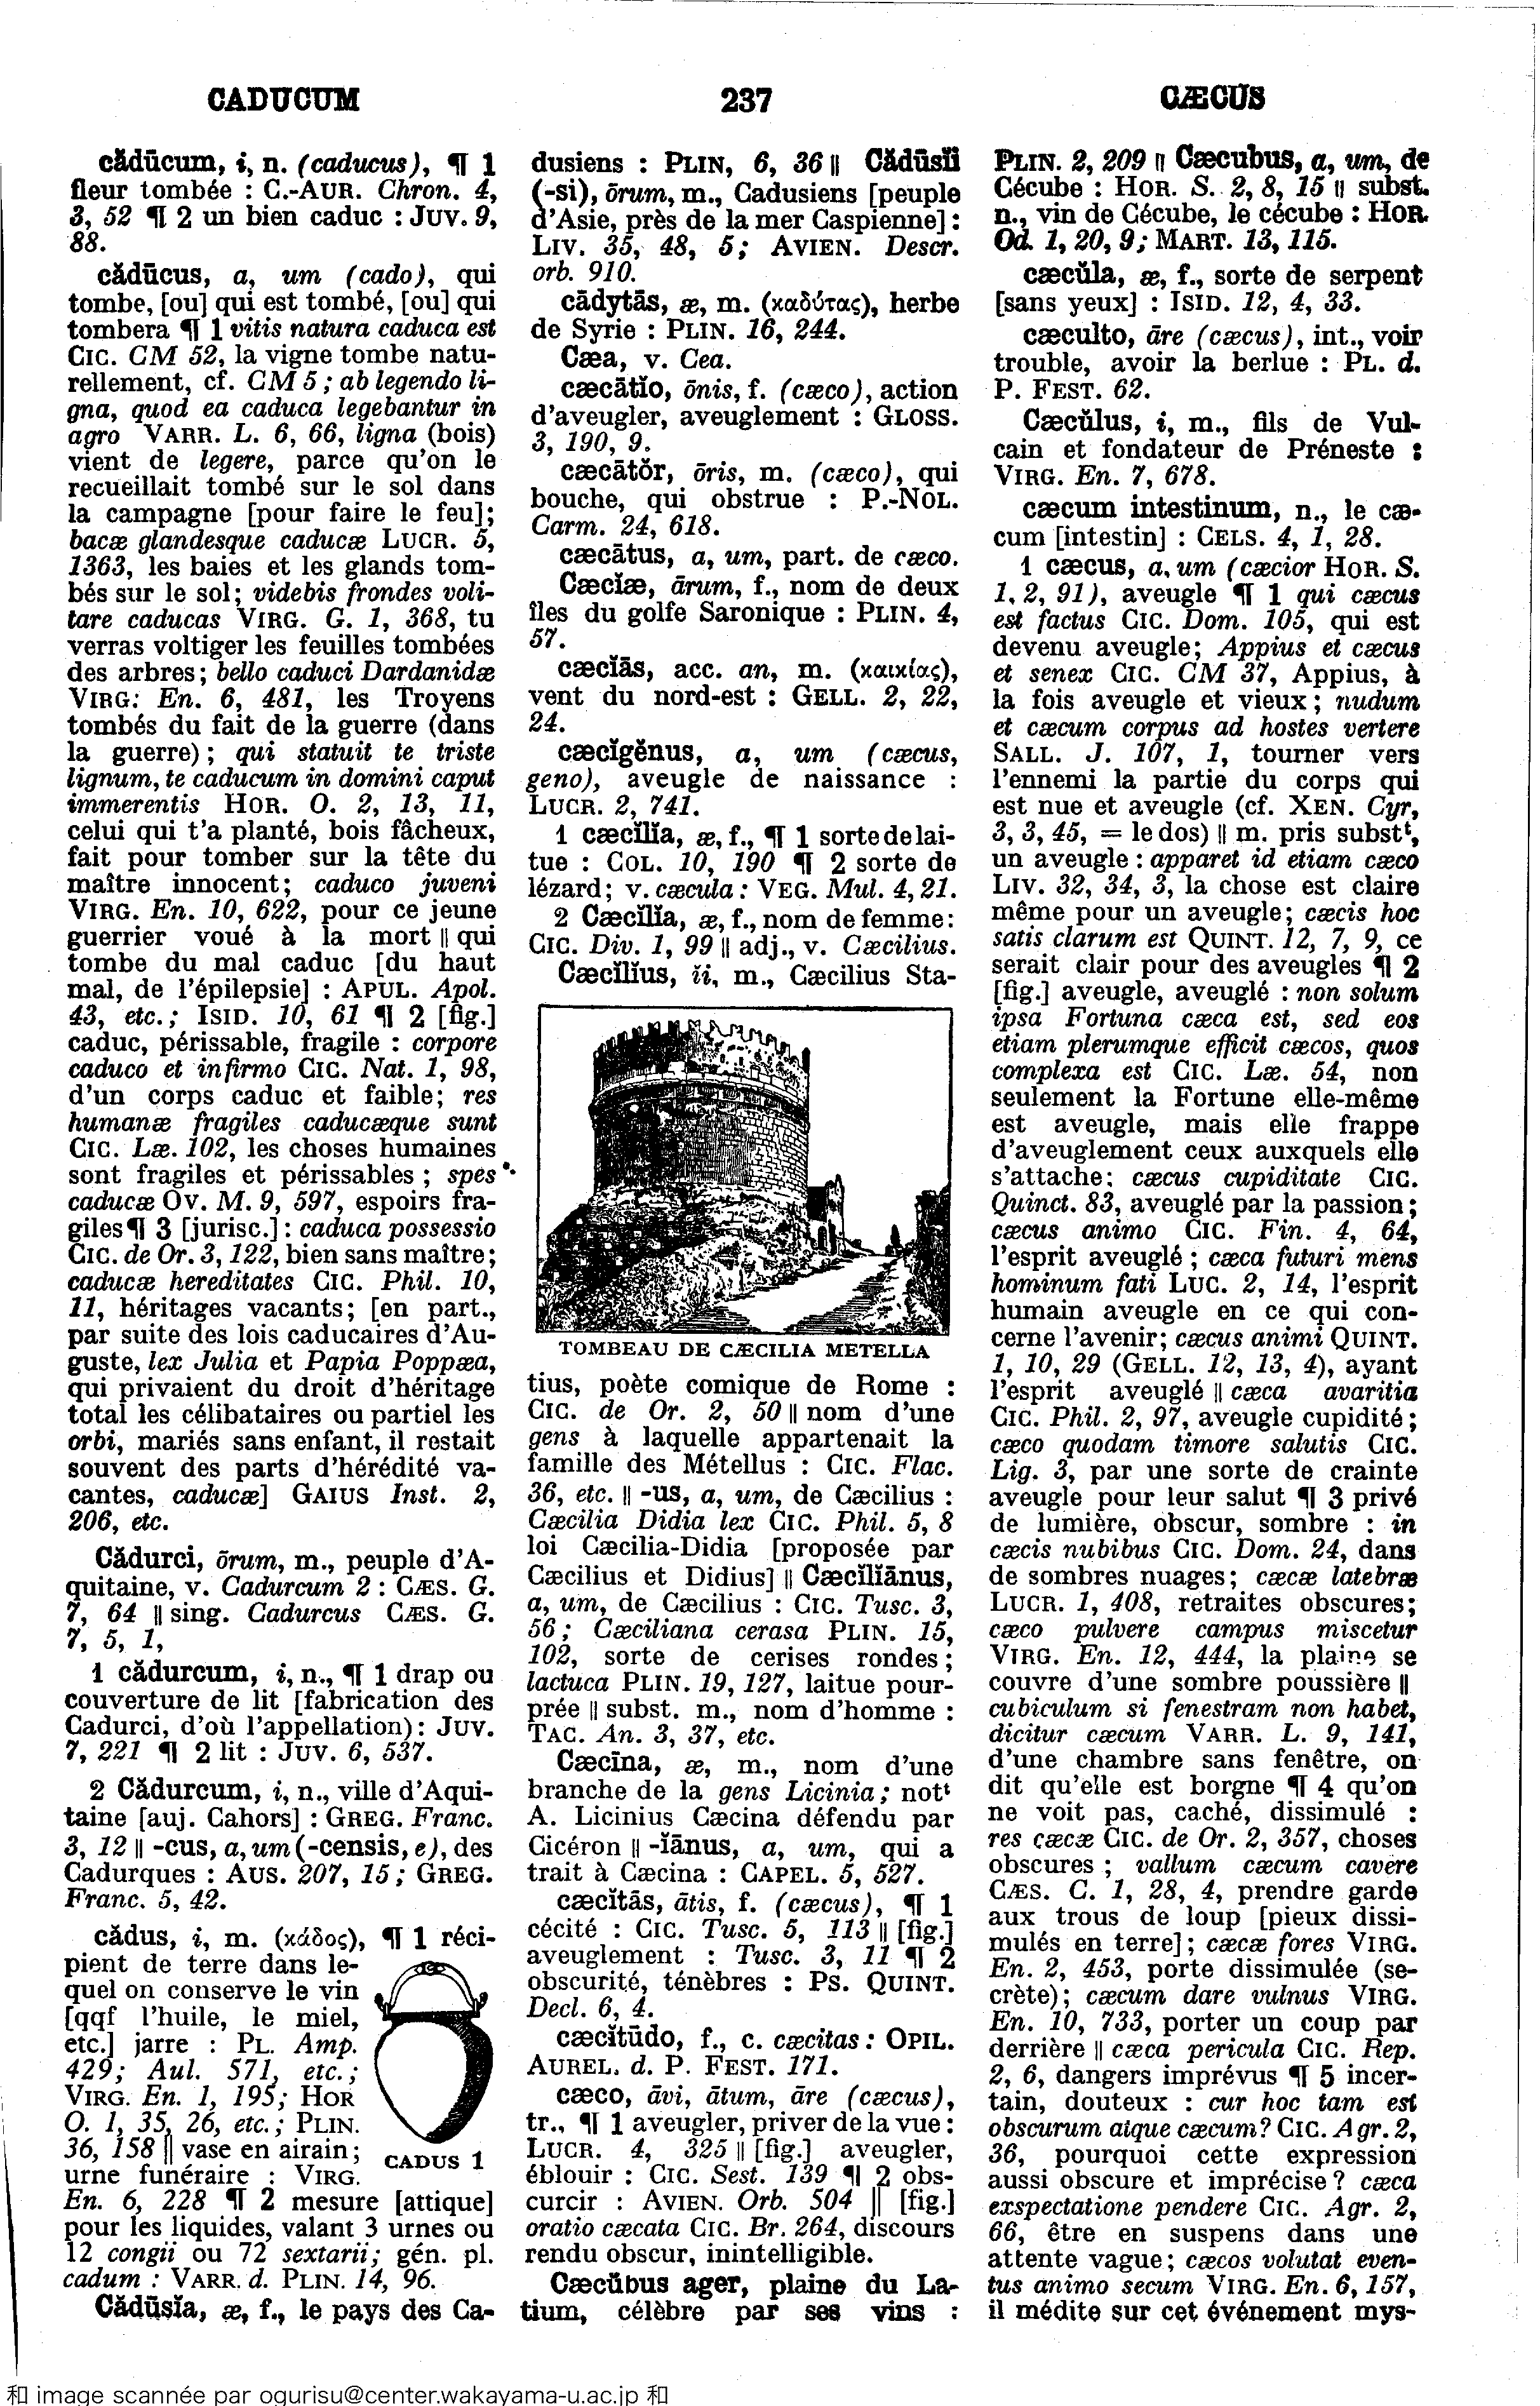 CADUCUM
237
CÆCUS
cădūcum, i, n. (caducus), ¶ 1
fleur tombée : C.-AUR. Chron. 4,
3, 52 ¶ 2 un bien caduc : JUV. 9,
88.
cădūcus, a, um (cado), qui
tombe, [ou] qui est tombé, [ou] qui
tombera ¶ 1 vitis natura caduca est
CIC. CM 52, la vigne tombe natu-
rellement, cf. CM 5 ; ab legendo li-
gna, quod ea caduca legebantur in
agro VARR. L. 6, 66, ligna (bois)
vient de legere, parce qu'on le
recueillait tombé sur le sol dans
la campagne [pour faire le feu];
bacæ glandesque caducæ LUCR. 5,
1363, les baies et les glands tom-
bés sur le sol; videbis frondes voli-
tare caducas VIRG. G. 1, 368, tu
verras voltiger les feuilles tombées
des arbres; bello caduci Dardanidæ
VIRG. En. 6, 481, les Troyens
tombés du fait de la guerre (dans
la guerre) ; qui statuit te triste
lignum, te caducum in domini caput
immerentis HOR. O. 2, 13, 11,
celui qui t'a planté, bois fâcheux,
fait pour tomber sur la tête du
maître innocent; caduco juveni
VIRG. En. 10, 622, pour ce jeune
guerrier voué à la mort || qui
tombe du mal caduc [du haut
mal, de l'épilepsie] : APUL. Apol.
43, etc.; ISID. 10, 61 ¶ 2 [fig.]
caduc, périssable, fragile : corpore
caduco et infirmo CIC. Nat. 1, 98,
d'un corps caduc et faible; res
humanæ fragiles caducæque sunt
CIC. Læ. 102, les choses humaines
sont fragiles et périssables ; spes
caducæ OV. M. 9, 597, espoirs fra-
giles ¶ 3 [jurisc.] : caduca possessio
CIC. de Or. 3, 122, bien sans maître;
caducæ hereditates CIC. Phil. 10,
11, héritages vacants; [en part.,
par suite des lois caducaires d'Au-
guste, lex Julia et Papia Poppæa,
qui privaient du droit d'héritage
total les célibataires ou partiel les
orbi, mariés sans enfant, il restait
souvent des parts d'hérédité va-
cantes, caducæ] GAIUS Inst. 2,
206, etc.
Cădurci, ōrum, m., peuple d'A-
quitaine, v. Cadurcum 2 : CÆS. G.
7, 64 || sing. Cadurcus CÆS. G.
7, 5, 1,
1 cădurcum, i, n., ¶ 1 drap ou
couverture de lit [fabrication des
Cadurci, d'où l'appellation] : JUV.
7, 221 ¶ 2 lit : JUV. 6, 537.
2 Cădurcum, i, n., ville d'Aqui-
taine [auj. Cahors] : GREG. Franc.
3, 12 || -cus, a, um (-censis, e), des
Cadurques : AUS. 207, 15 ; GREG.
Franc. 5, 42.
cădus, i, m. (κάδος), ¶ 1 réci-
pient de terre dans le-
quel on conserve le vin
[qqf l'huile, le miel,
etc.] jarre : PL. Amp.
429; Aul. 571, etc.;
VIRG. En. 1, 195; HOR
O. 1, 35, 26, etc.; PLIN.
36, 158 || vase en airain;
urne funéraire : VIRG.
CADUS 1
En. 6, 228 ¶ 2 mesure [attique]
pour les liquides, valant 3 urnes ou
12 congii ou 72 sextarii; gén. pl.
cadum : VARR. d. PLIN. 14, 96.
Cădŭsĭa, æ, f., le pays des Ca-
dusiens : PLIN, 6, 36 || Cădŭsĭi
(-si), ōrum, m., Cadusiens [peuple
d'Asie, près de la mer Caspienne] :
LIV. 35, 48, 5; AVIEN. Descr.
orb. 910.
cădytās, æ, m. (καδύτας), herbe
de Syrie : PLIN. 16, 244.
Cæa, v. Cea.
cæcātĭo, ōnis, f. (cæco), action
d'aveugler, aveuglement : GLOSS.
3, 190, 9.
cæcātŏr, ōris, m. (cæco), qui
bouche, qui obstrue : P.-NOL.
Carm. 24, 618.
cæcātus, a, um, part. de cæco.
Cæcĭæ, ārum, f., nom de deux
îles du golfe Saronique : PLIN. 4,
57.
cæcĭās, acc. an, m. (καικίας),
vent du nord-est : GELL. 2, 22,
24.
cæcĭgĕnus, a, um (cæcus,
geno), aveugle de naissance :
LUCR. 2, 741.
1 cæcĭlĭa, æ, f., ¶ 1 sorte de lai-
tue : COL. 10, 190 ¶ 2 sorte de
lézard; v. cæcula : VEG. Mul. 4, 21.
2 Cæcĭlĭa, æ, f., nom de femme :
CIC. Div. 1, 99 || adj., v. Cæcilius.
Cæcĭlĭus, ĭi, m., Cæcilius Sta-
TOMBEAU DE CÆCILIA METELLA
tius, poète comique de Rome :
CIC. de Or. 2, 50 || nom d'une
gens à laquelle appartenait la
famille des Métellus : CIC. Flac.
36, etc. || -us, a, um, de Cæcilius :
Cæcilia Didia lex CIC. Phil. 5, 8
loi Cæcilia-Didia [proposée par
Cæcilius et Didius] || Cæcĭlĭānus,
a, um, de Cæcilius : CIC. Tusc. 3,
56 ; Cæciliana cerasa PLIN. 15,
102, sorte de cerises rondes;
lactuca PLIN. 19, 127, laitue pour-
prée || subst. m., nom d'homme :
TAC. An. 3, 37, etc.
Cæcīna, æ, m., nom d'une
branche de la gens Licinia; nott
A. Licinius Cæcina défendu par
Cicéron || -ĭānus, a, um, qui a
trait à Cæcina : CAPEL. 5, 527.
cæcĭtās, ātis, f. (cæcus), ¶ 1
cécité : CIC. Tusc. 5, 113 || [fig.]
aveuglement : Tusc. 3, 11 ¶ 2
obscurité, ténèbres : PS. QUINT.
Decl. 6, 4.
cæcĭtūdo, f., c. cæcitas : OPIL.
AUREL. d. P. FEST. 171.
cæco, āvi, ātum, āre (cæcus),
tr., ¶ 1 aveugler, priver de la vue :
LUCR. 4, 325 || [fig.] aveugler,
éblouir : CIC. Sest. 139 ¶ 2 obs-
curcir : AVIEN. Orb. 504 || [fig.]
oratio cæcata CIC. Br. 264, discours
rendu obscur, inintelligible.
Cæcŭbus ager, plaine du La-
tium, célèbre par ses vins :
PLIN. 2, 209 || Cæcubus, a, um, de
Cécube : HOR. S. 2, 8, 15 || subst.
n., vin de Cécube, le cécube : HOR.
Od. 1, 20, 9; MART. 13, 115.
cæcŭla, æ, f., sorte de serpent
[sans yeux] : ISID. 12, 4, 33.
cæculto, āre (cæcus), int., voir
trouble, avoir la berlue : PL. d.
P. FEST. 62.
Cæcŭlus, i, m., fils de Vul-
cain et fondateur de Préneste :
VIRG. En. 7, 678.
cæcum intestinum, n., le cæ-
cum [intestin] : CELS. 4, 1, 28.
1 cæcus, a, um (cæcior HOR. S.
1, 2, 91), aveugle ¶ 1 qui cæcus
est factus CIC. Dom. 105, qui est
devenu aveugle; Appius et cæcus
et senex CIC. CM 37, Appius, à
la fois aveugle et vieux; nudum
et cæcum corpus ad hostes vertere
SALL. J. 107, 1, tourner vers
l'ennemi la partie du corps qui
est nue et aveugle (cf. XEN. Cyr,
3, 3, 45, = le dos) || m. pris substt,
un aveugle : apparet id etiam cæco
LIV. 32, 34, 3, la chose est claire
même pour un aveugle; cæcis hoc
satis clarum est QUINT. 12, 7, 9, ce
serait clair pour des aveugles ¶ 2
[fig.] aveugle, aveuglé : non solum
ipsa Fortuna cæca est, sed eos
etiam plerumque efficit cæcos, quos
complexa est CIC. Læ. 54, non
seulement la Fortune elle-même
est aveugle, mais elle frappe
d'aveuglement ceux auxquels elle
s'attache; cæcus cupiditate CIC.
Quinct. 83, aveuglé par la passion;
cæcus animo CIC. Fin. 4, 64,
l'esprit aveuglé ; cæca futuri mens
hominum fati LUC. 2, 14, l'esprit
humain aveugle en ce qui con-
cerne l'avenir; cæcus animi QUINT.
1, 10, 29 (GELL. 12, 13, 4), ayant
l'esprit aveuglé || cæca avaritia
CIC. Phil. 2, 97, aveugle cupidité;
cæco quodam timore salutis CIC.
Lig. 3, par une sorte de crainte
aveugle pour leur salut ¶ 3 privé
de lumière, obscur, sombre : in
cæcis nubibus CIC. Dom. 24, dans
de sombres nuages; cæcæ latebræ
LUCR. 1, 408, retraites obscures;
cæco pulvere campus miscetur
VIRG. En. 12, 444, la plaine se
couvre d'une sombre poussière ||
cubiculum si fenestram non habet,
dicitur cæcum VARR. L. 9, 141,
d'une chambre sans fenêtre, on
dit qu'elle est borgne ¶ 4 qu'on
ne voit pas, caché, dissimulé :
res cæcæ CIC. de Or. 2, 357, choses
obscures ; vallum cæcum cavere
CÆS. C. 1, 28, 4, prendre garde
aux trous de loup [pieux dissi-
mulés en terre]; cæcæ fores VIRG.
En. 2, 453, porte dissimulée (se-
crète); cæcum dare vulnus VIRG.
En. 10, 733, porter un coup par
derrière || cæca pericula CIC. Rep.
2, 6, dangers imprévus ¶ 5 incer-
tain, douteux : cur hoc tam est
obscurum atque cæcum? CIC. Agr. 2,
36, pourquoi cette expression
aussi obscure et imprécise ? cæca
exspectatione pendere CIC. Agr. 2,
66, être en suspens dans une
attente vague; cæcos volutat even-
tus animo secum VIRG. En. 6, 157,
il médite sur cet événement mys-
和 image scannée par ogurisu@center.wakayama-u.ac.jp 和